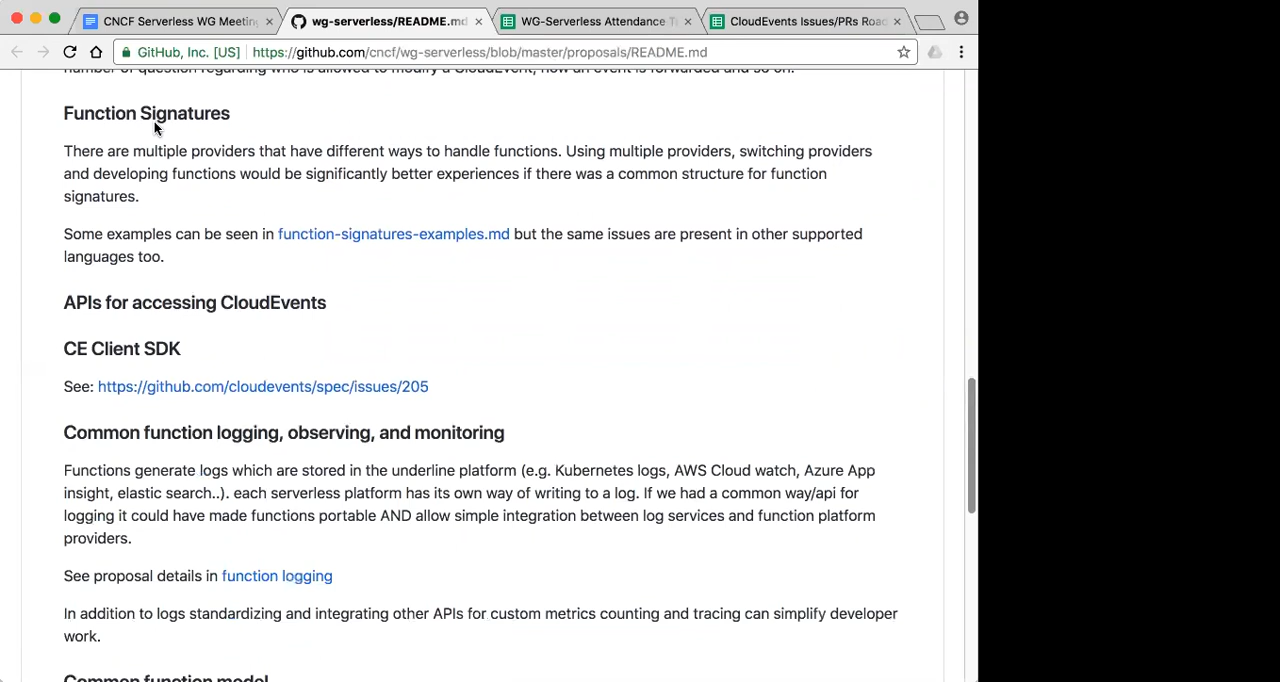 CNCF Serverless WG Meeting
wg-serverless/README.md
WG-Serverless Attendance T
CloudEvents Issues/PRs Road
GitHub, Inc. [US]
https://github.com/cncf/wg-serverless/blob/master/proposals/README.md
number of question regarding who is allowed to modify a CloudEvent, how an event is forwarded and so on.
Function Signatures
There are multiple providers that have different ways to handle functions. Using multiple providers, switching providers
and developing functions would be significantly better experiences if there was a common structure for function
signatures.
Some examples can be seen in function-signatures-examples.md but the same issues are present in other supported
languages too.
APIs for accessing CloudEvents
CE Client SDK
See: https://github.com/cloudevents/spec/issues/205
Common function logging, observing, and monitoring
Functions generate logs which are stored in the underline platform (e.g. Kubernetes logs, AWS Cloud watch, Azure App
insight, elastic search..). each serverless platform has its own way of writing to a log. If we had a common way/api for
logging it could have made functions portable AND allow simple integration between log services and function platform
providers.
See proposal details in function logging
In addition to logs standardizing and integrating other APIs for custom metrics counting and tracing can simplify developer
work.
Common function model